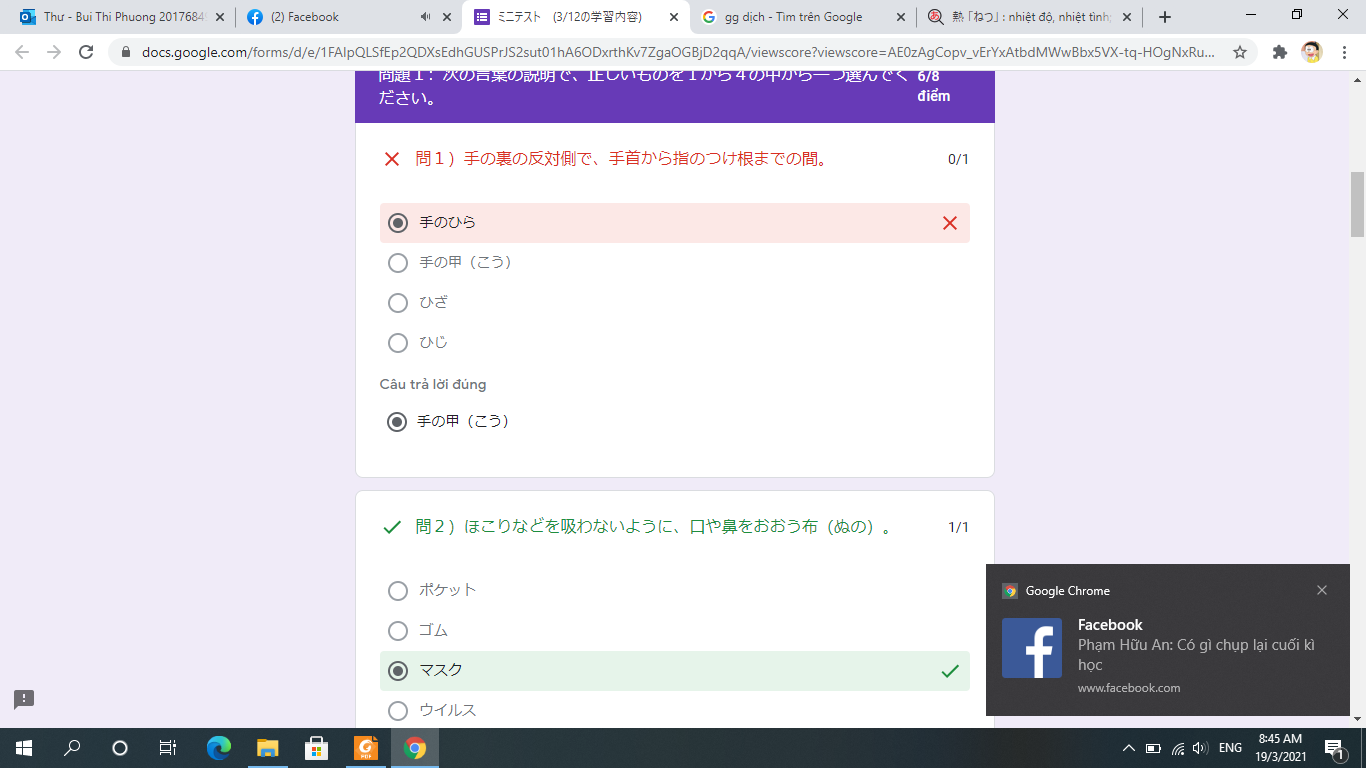 Thư - Bui Thi Phuong 2017684
(2) Facebook
ミニテスト (3/12の学習内容)
gg dịch - Tìm trên Google
熱「ねつ」: nhiệt độ, nhiệt tình;
docs.google.com/forms/d/e/1FAIpQLSfEp2QDXsEdhGUSPrJS2sut01hA6ODxrthKv7ZgaOGBjD2qqA/viewscore?viewscore=AE0zAgCopv_vErYxAtbdMWwBbx5VX-tq-HOgNxRu...
問題１: 次の言葉の説明で、正しいものを１から４の中から一つ選んでく
ださい。
6/8
điểm
問１）手の裏の反対側で、手首から指のつけ根までの間。
0/1
手のひら
手の甲（こう）
ひざ
ひじ
Câu trả lời đúng
手の甲（こう）
問２）ほこりなどを吸わないように、口や鼻をおおう布（ぬの）。
1/1
ポケット
ゴム
マスク
ウイルス
Google Chrome
Facebook
Phạm Hữu An: Có gì chụp lại cuối kì
học
www.facebook.com
ENG
8:45 AM
19/3/2021
1